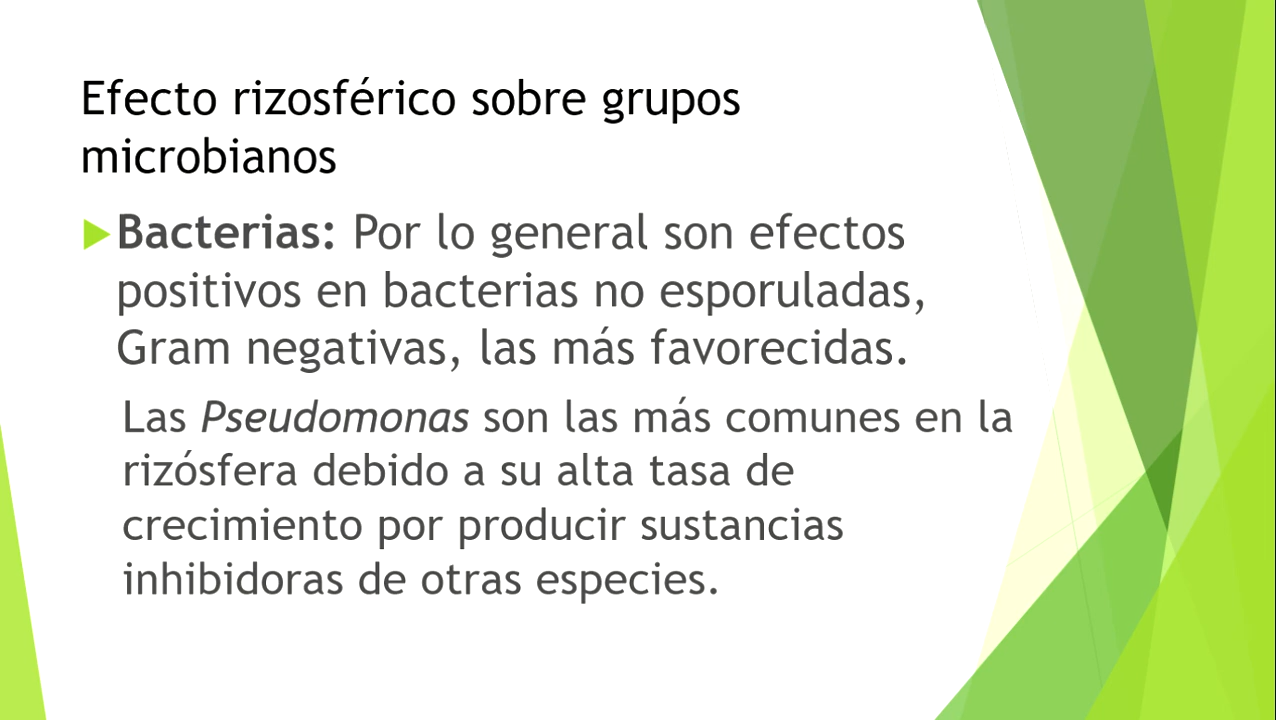 Efecto rizosférico sobre grupos
microbianos
Bacterias: Por lo general son efectos
positivos en bacterias no esporuladas,
Gram negativas, las más favorecidas.
Las Pseudomonas son las más comunes en la
rizósfera debido a su alta tasa de
crecimiento por producir sustancias
inhibidoras de otras especies.